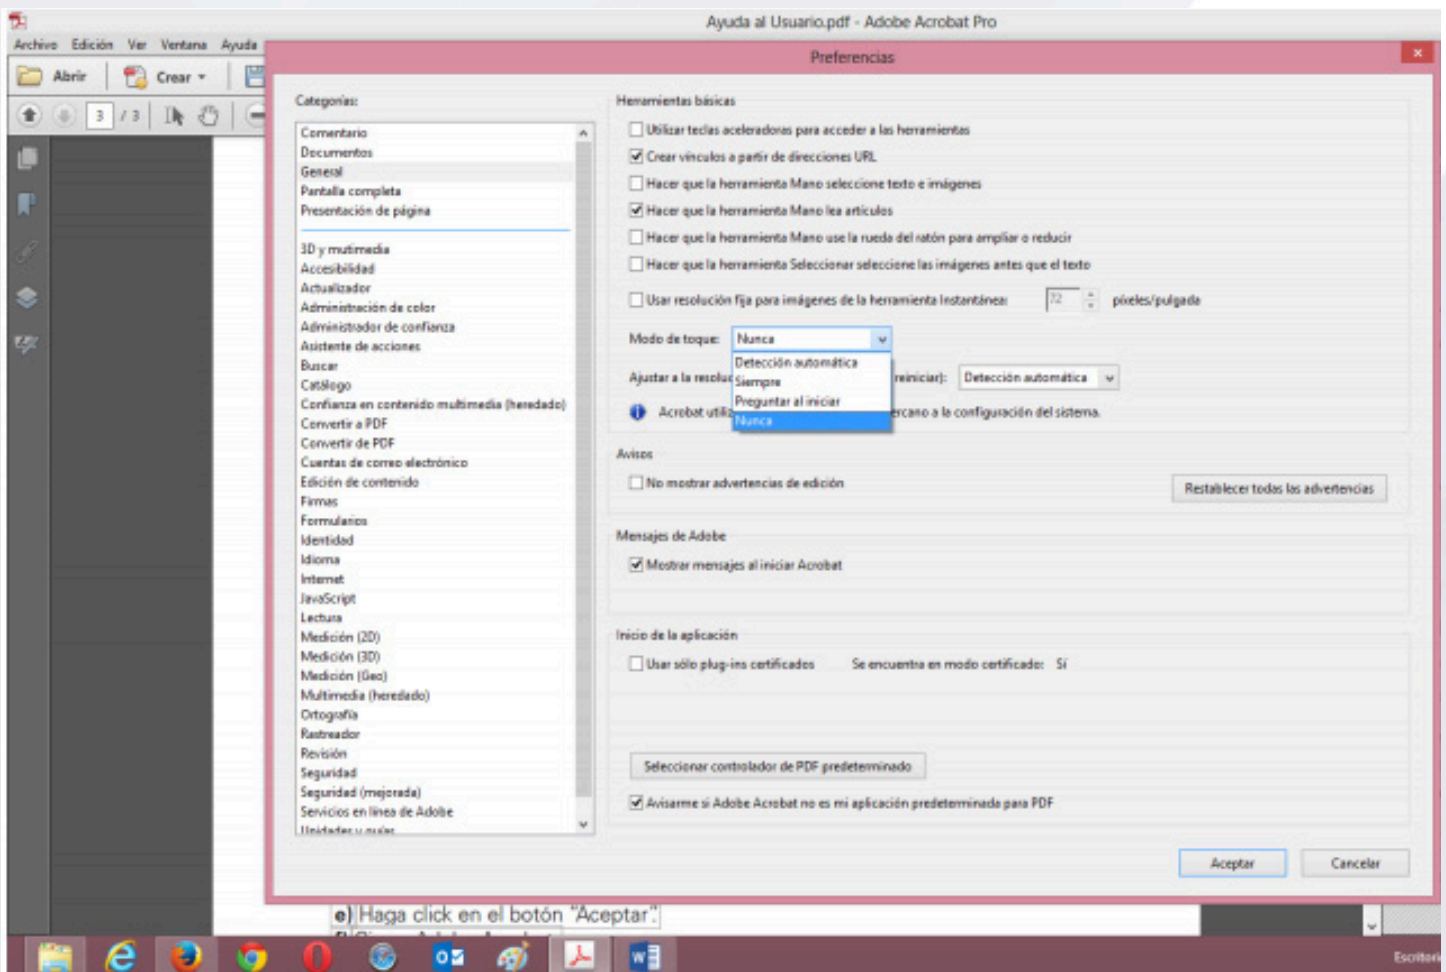 Ayuda al Usuario.pdf - Adobe Acrobat Pro
Archivo Edición Ver Ventana Ayuda
Abrir Crear
3 / 3
Preferencias
Categorías:
Comentario
Documentos
General
Pantalla completa
Presentación de página
3D y mutimedia
Accesibilidad
Actualizador
Administración de color
Administrador de confianza
Asistente de acciones
Buscar
Catálogo
Confianza en contenido multimedia (heredado)
Convertir a PDF
Convertir de PDF
Cuentas de correo electrónico
Edición de contenido
Firmas
Formularios
Identidad
Idioma
Internet
JavaScript
Lectura
Medición (2D)
Medición (3D)
Medición (Geo)
Multimedia (heredado)
Ortografía
Rastreador
Revisión
Seguridad
Seguridad (mejorada)
Servicios en línea de Adobe
Unidades y guías
Herramientas básicas
Utilizar teclas aceleradoras para acceder a las herramientas
Crear vínculos a partir de direcciones URL
Hacer que la herramienta Mano seleccione texto e imágenes
Hacer que la herramienta Mano lea artículos
Hacer que la herramienta Mano use la rueda del ratón para ampliar o reducir
Hacer que la herramienta Seleccionar seleccione las imágenes antes que el texto
Usar resolución fija para imágenes de la herramienta Instantánea: 72 píxeles/pulgada
Modo de toque: Nunca
Detección automática
Siempre
Preguntar al iniciar
Nunca
Ajustar a la resoluc reiniciar): Detección automática
Acrobat utiliz ercano a la configuración del sistema.
Avisos
No mostrar advertencias de edición
Restablecer todas las advertencias
Mensajes de Adobe
Mostrar mensajes al iniciar Acrobat
Inicio de la aplicación
Usar sólo plug-ins certificados Se encuentra en modo certificado: Sí
Seleccionar controlador de PDF predeterminado
Avisarme si Adobe Acrobat no es mi aplicación predeterminada para PDF
Aceptar Cancelar
e) Haga click en el botón "Aceptar".
Escritorio